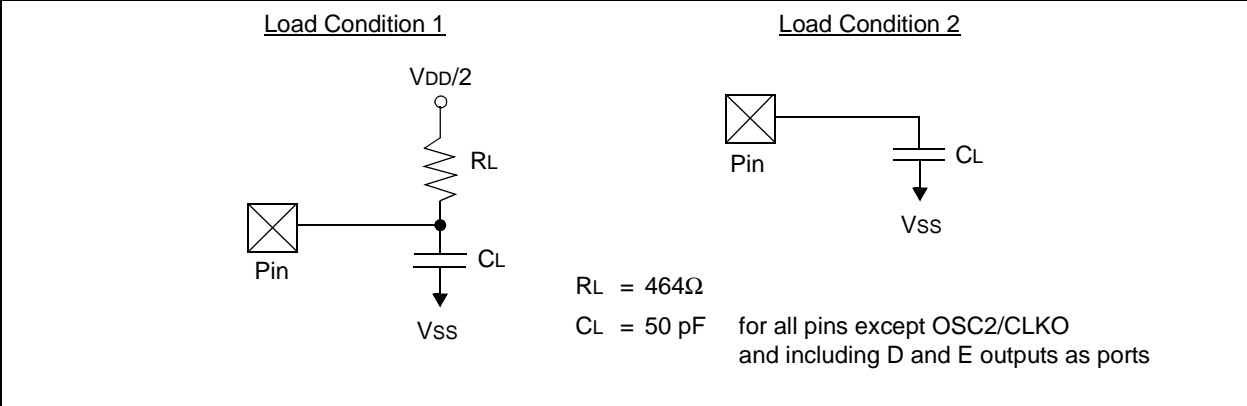 Load Condition 1
VDD/2
RL
Pin
CL
VSS
Load Condition 2
Pin
CL
VSS
RL = 464Ω
CL = 50 pF for all pins except OSC2/CLKO
and including D and E outputs as ports